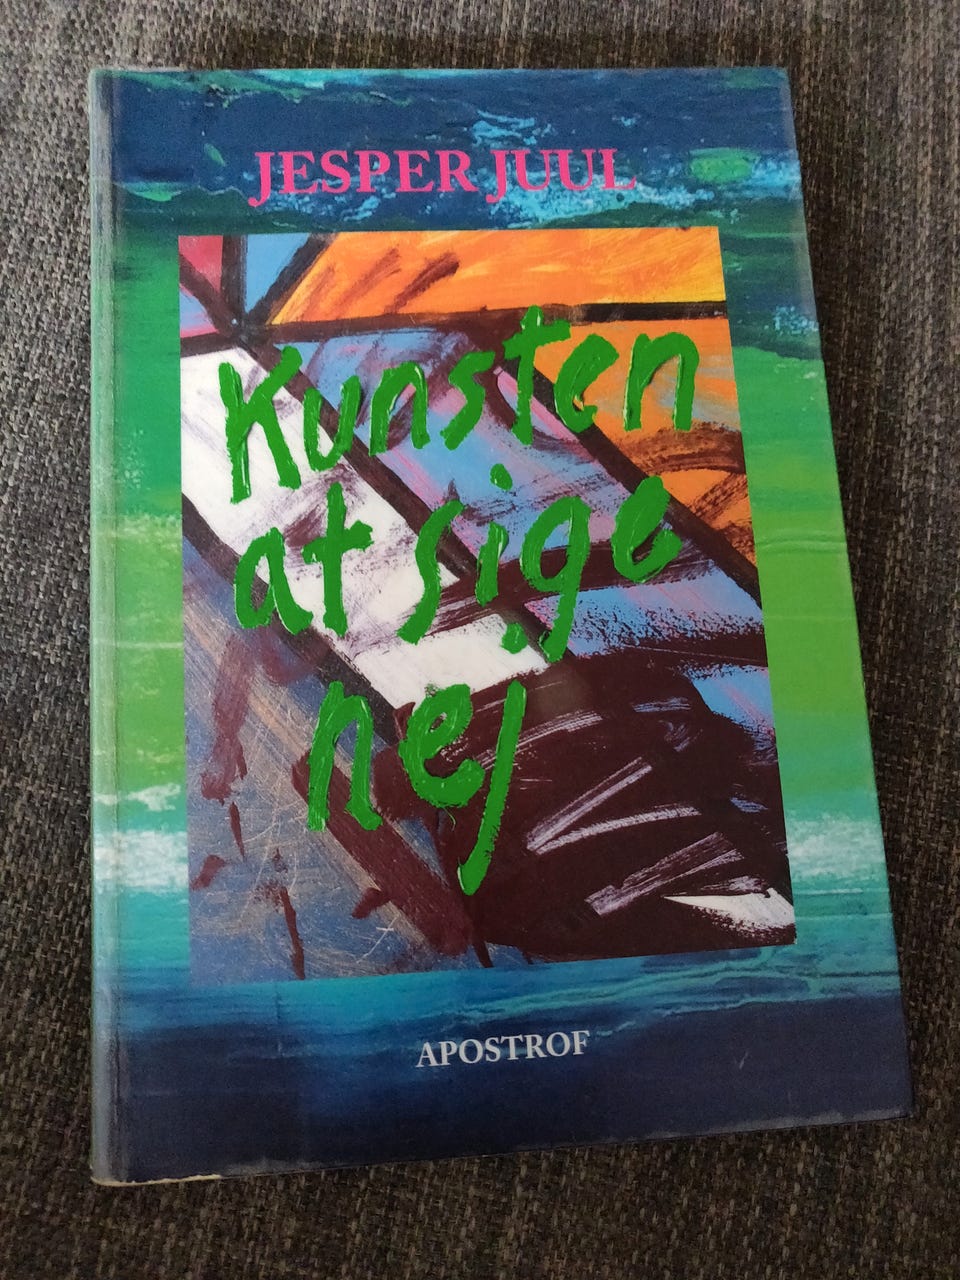 JESPER JUUL
Kunsten
at sige
nej
APOSTROF